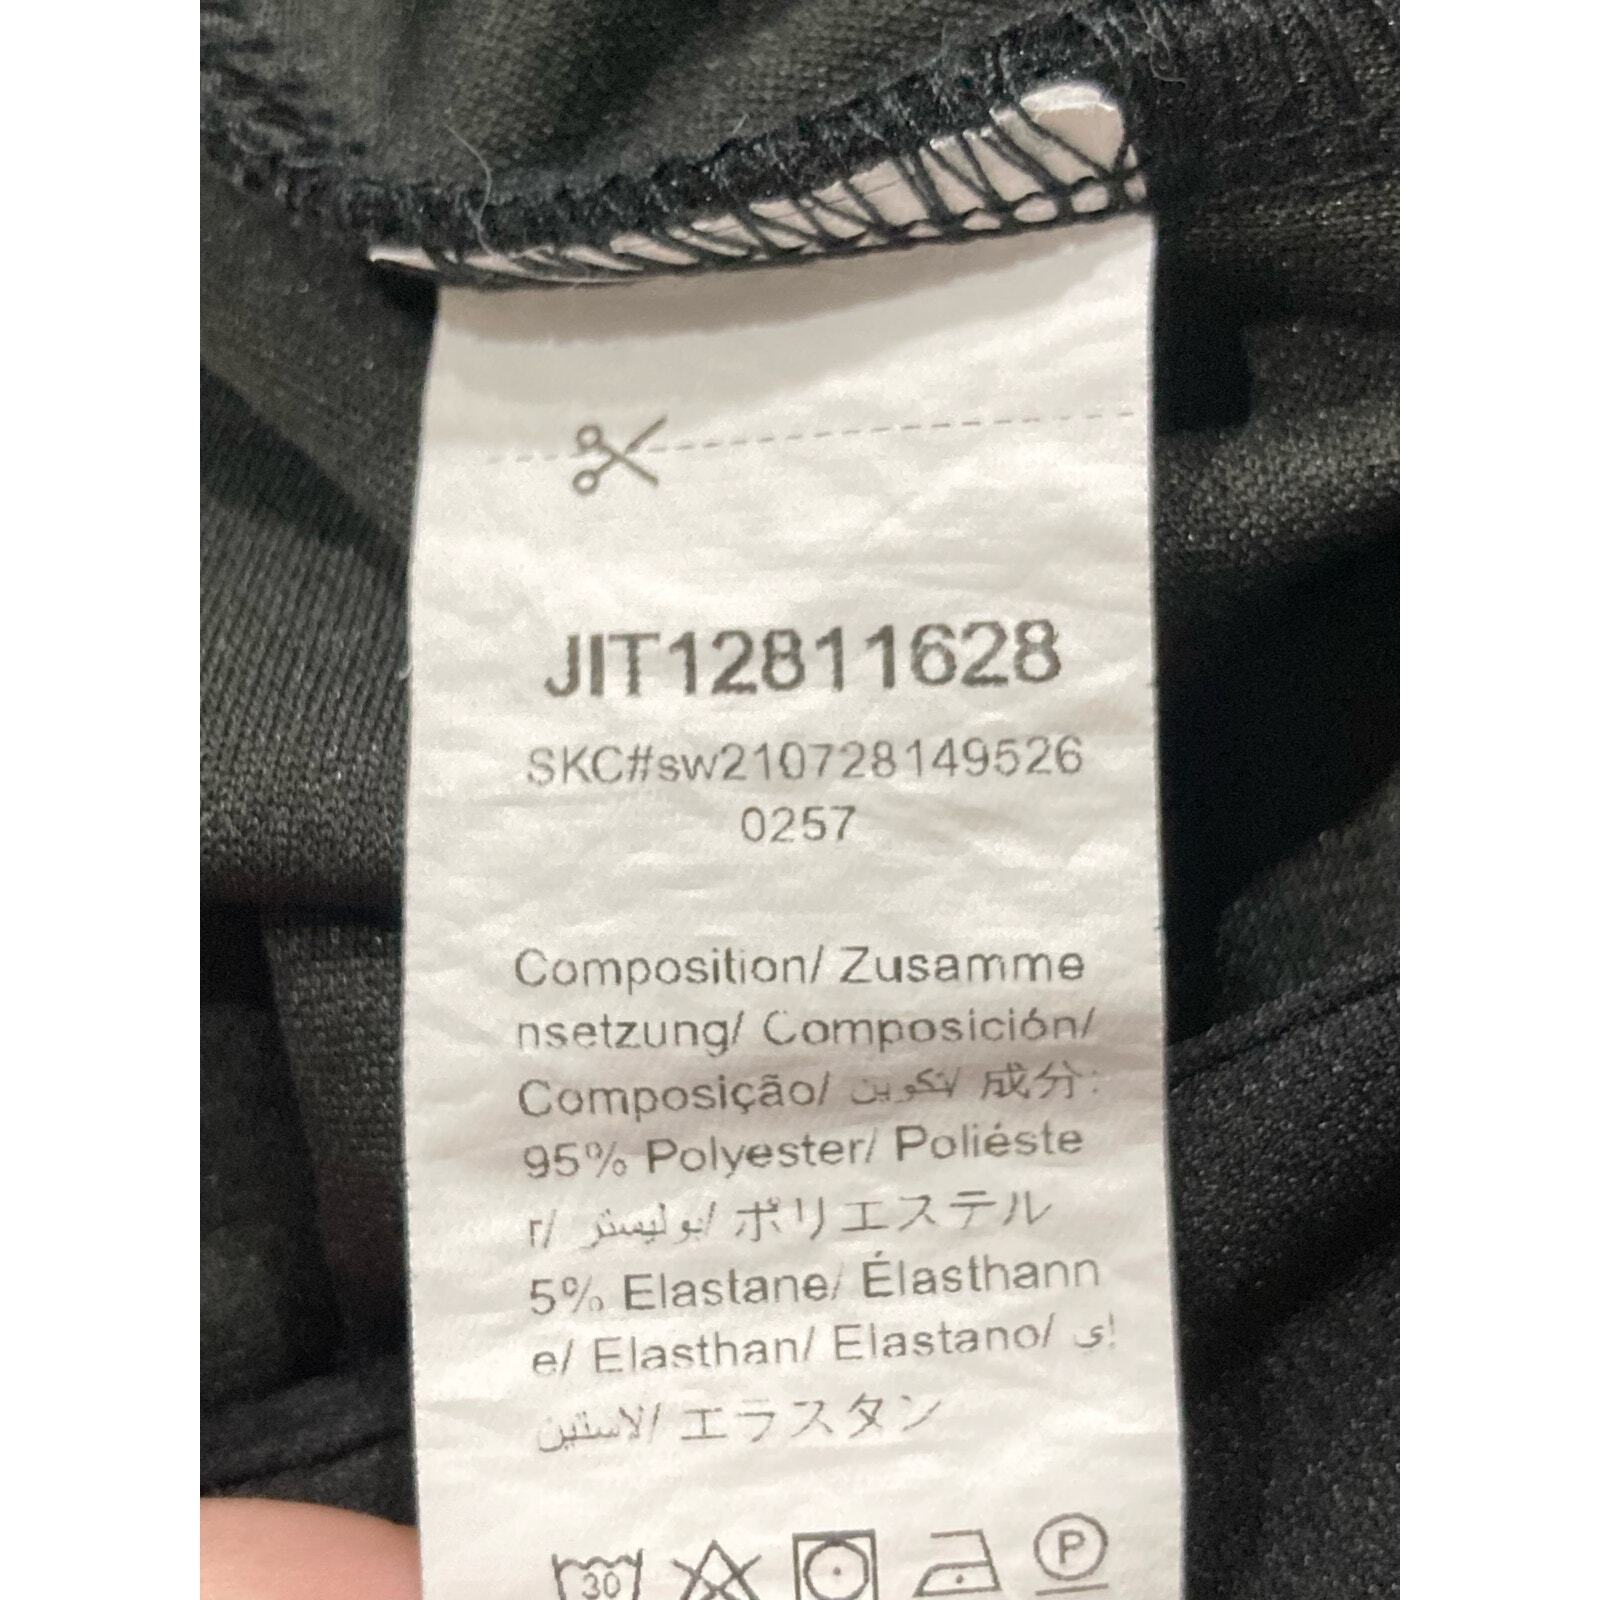 JIT12811628
SKC#sw210728149526
0257
Composition/ Zusamme
nsetzung/ Composición/
Composição/ تكوين/ 成分:
95% Polyester/ Poliéste
r/ بوليستر/ ポリエステル
5% Elastane/ Élasthann
e/ Elasthan/ Elastano/ إي
لاستين/ エラスタン
30
P